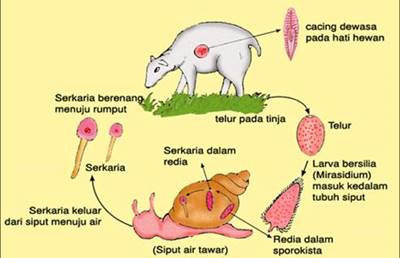 cacing dewasa
pada hati hewan
Serkaria berenang
menuju rumput
telur pada tinja
Telur
Serkaria dalam
redia
Serkaria
Larva bersilia
(Mirasidium)
masuk kedalam
tubuh siput
Serkaria keluar
dari siput menuju air
Redia dalam
sporokista
(Siput air tawar)